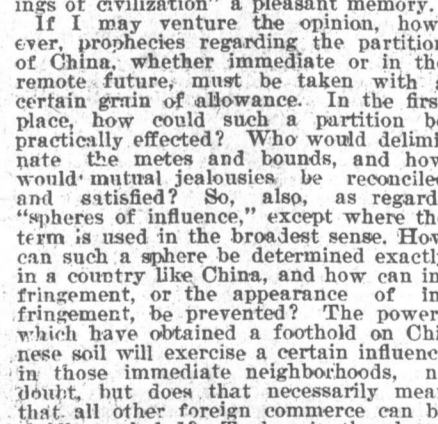 ings of civilization" a pleasant memory.
If I may venture the opinion, how
ever, prophecies regarding the partition
of China, whether immediate or in the
remote future, must be taken with
certain grain of allowance. In the firs
place, how could such a partition b
practically effected? Who would delimi
nate the metes and bounds, and how
would mutual jealousies be reconcile
and satisfied? So, also, as regard
"spheres of influence," except where th
term is used in the broadest sense. How
can such a sphere be determined exactl
in a country like China, and how can in
fringement, or the appearance of in
fringement, be prevented? The power
which have obtained a foothold on Chi
nese soil will exercise a certain influenc
in those immediate neighborhoods, n
doubt, but does that necessarily mea
that all other foreign commerce can b